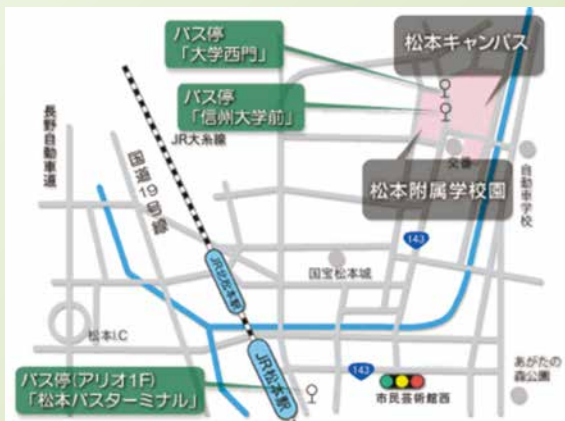 バス停
「大学西門」
松本キャンパス
バス停
「信州大学前」
JR大糸線
長野自動車道
国道19号線
交番
自動車学校
松本附属学校園
143
国宝松本城
JR北松本駅
松本I.C
バス停(アリオ1F)
「松本バスターミナル」
JR松本駅
143
市民芸術館西
あがたの
森公園